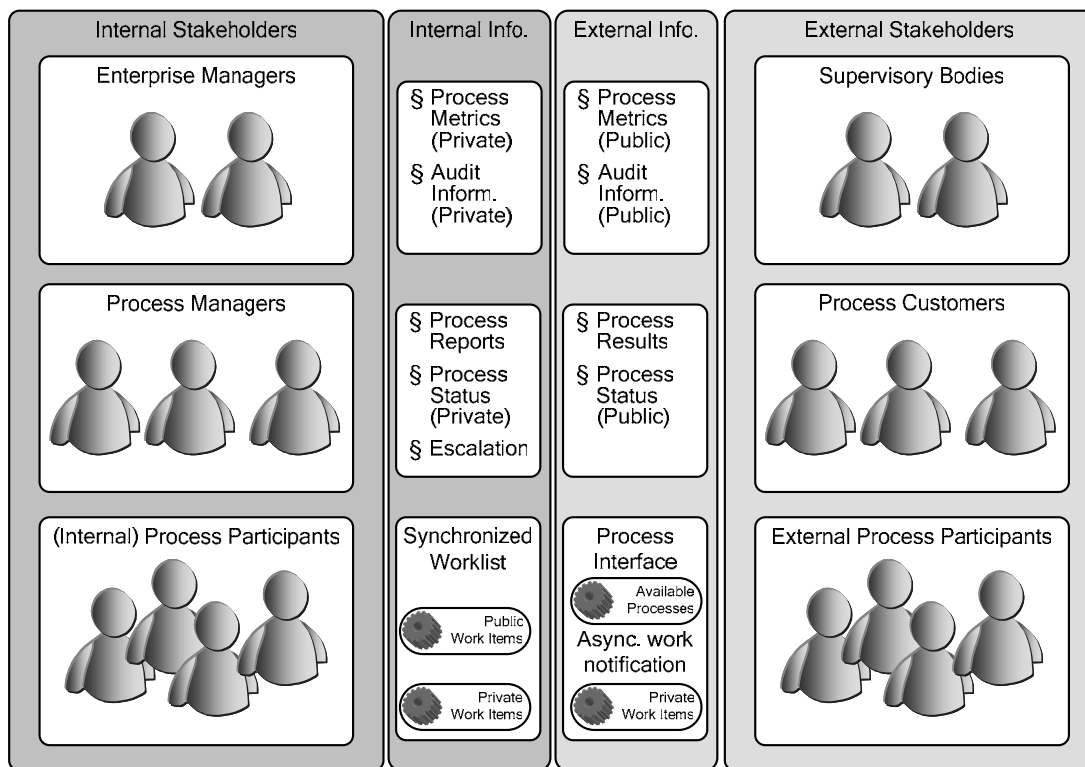 Internal Stakeholders
Enterprise Managers
Process Managers
(Internal) Process Participants
Internal Info.
§ Process
Metrics
(Private)
§ Audit
Inform.
(Private)
§ Process
Reports
§ Process
Status
(Private)
§ Escalation
Synchronized
Worklist
Public
Work Items
Private
Work Items
External Info.
§ Process
Metrics
(Public)
§ Audit
Inform.
(Public)
§ Process
Results
§ Process
Status
(Public)
Process
Interface
Available
Processes
Async. work
notification
Private
Work Items
External Stakeholders
Supervisory Bodies
Process Customers
External Process Participants